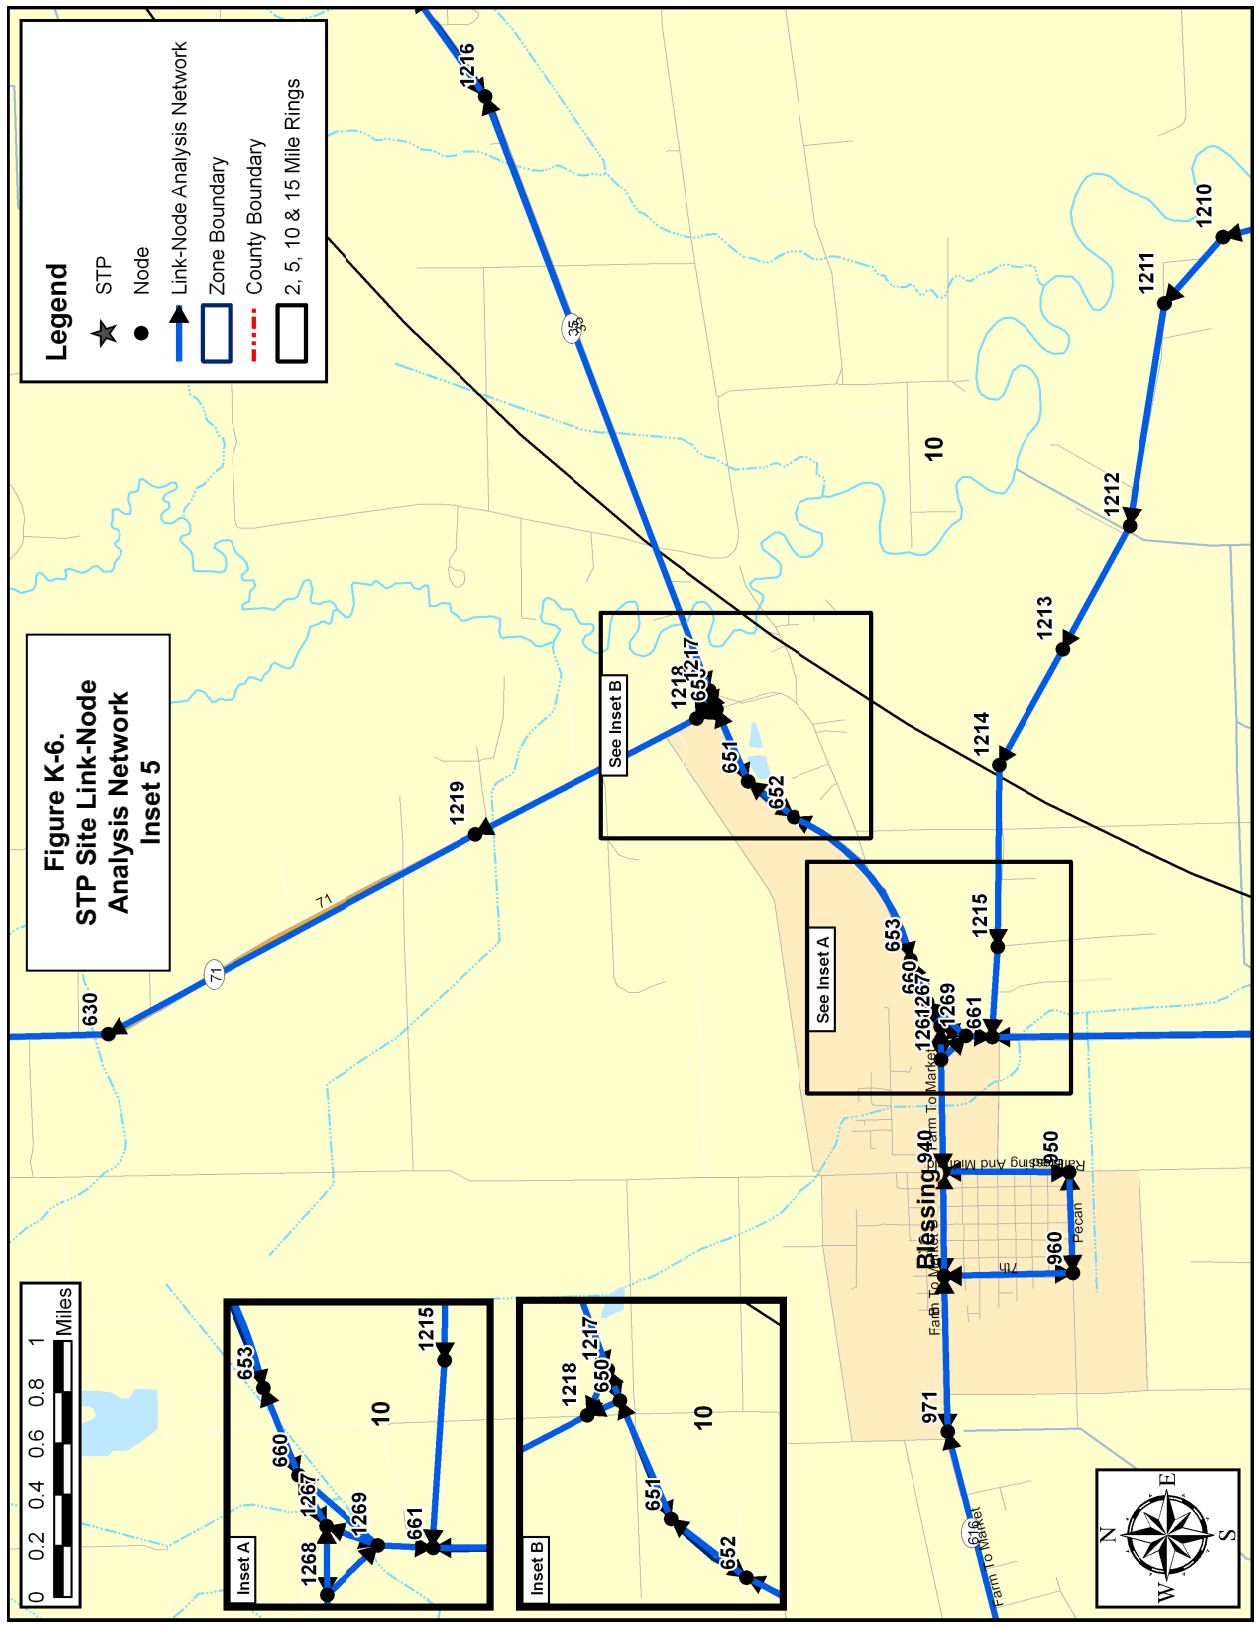 Figure K-6.
STP Site Link-Node
Analysis Network
Inset 5
Legend
STP
Node
Link-Node Analysis Network
Zone Boundary
County Boundary
2, 5, 10 & 15 Mile Rings
0 0.2 0.4 0.6 0.8 1
Miles
630
71
71
1219
1216
35
See Inset B
1218
1217
651
652
10
1210
1211
1212
1213
1214
1215
See Inset A
653
660
1267
1269
661
Farm To Market
940
Blessing
950
Pecan
960
7th
Farm To Market
971
616
Farm To Market
Inset A
653
660
1267
1268
1269
661
1215
10
Inset B
1217
1218
650
651
652
10
N
E
S
W